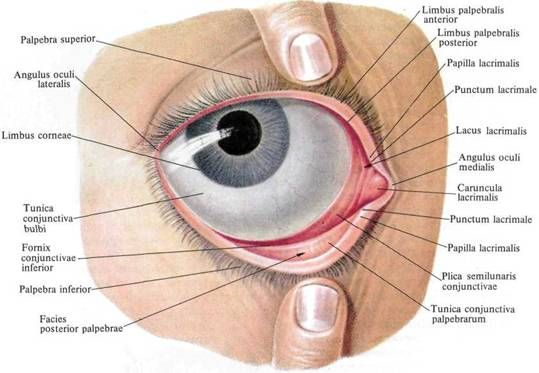 Palpebra superior
Angulus oculi
lateralis
Limbus corneae
Tunica
conjunctiva
bulbi
Fornix
conjunctivae
inferior
Palpebra inferior
Facies
posterior palpebrae
Limbus palpebralis
anterior
Limbus palpebralis
posterior
Papilla lacrimalis
Punctum lacrimale
Lacus lacrimalis
Angulus oculi
medialis
Caruncula
lacrimalis
Punctum lacrimale
Papilla lacrimalis
Plica semilunaris
conjunctivae
Tunica conjunctiva
palpebrarum